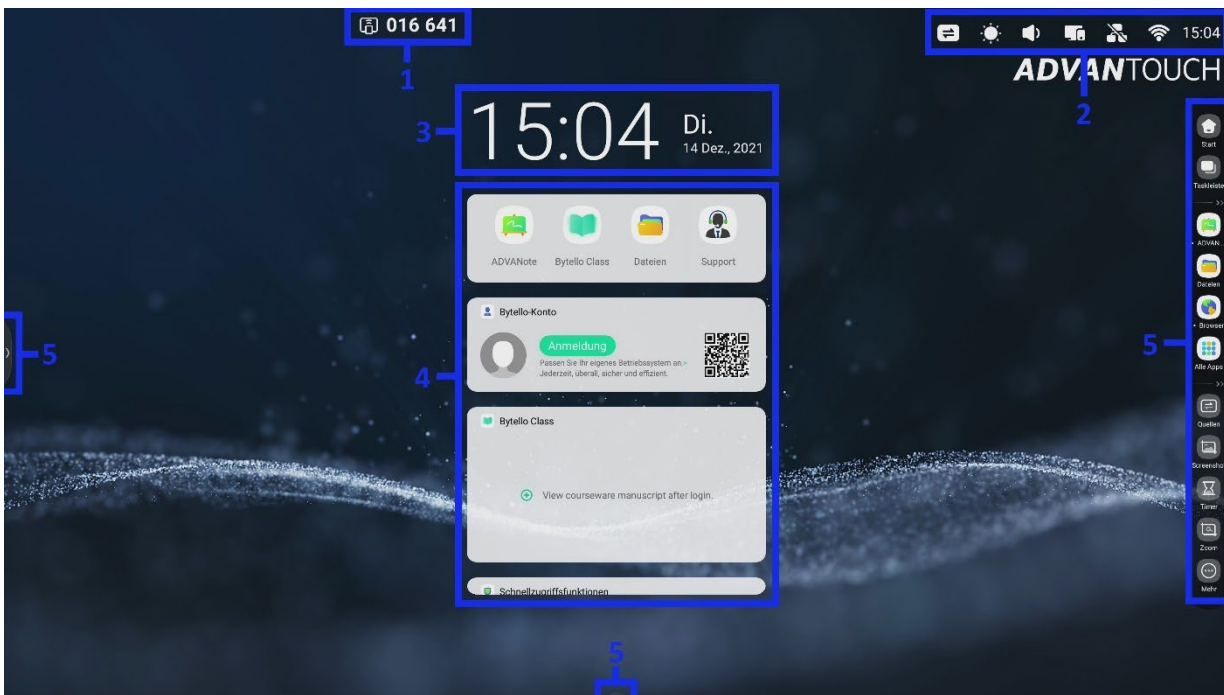 016 641
1
15:04
2
ADVANTOUCH
3
15:04
Di.
14 Dez., 2021
4
ADVANote
Bytello Class
Dateien
Support
Bytello-Konto
Anmeldung
Passen Sie Ihr eigenes Betriebssystem an.>
Jederzeit, überall, sicher und effizient.
Bytello Class
View courseware manuscript after login.
Schnellzugriffsfunktionen
5
5
5
Start
Taskleiste
ADVAN...
Dateien
Browser
Alle Apps
Quellen
Screensho
Timer
Zoom
Mehr